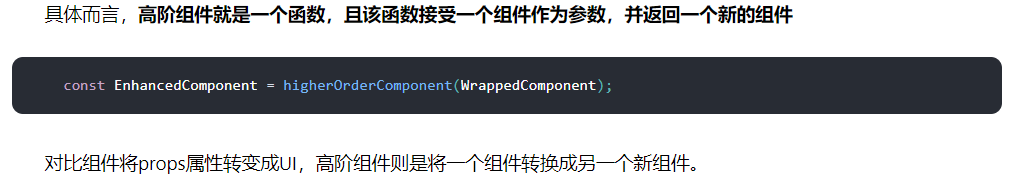 具体而言，高阶组件就是一个函数，且该函数接受一个组件作为参数，并返回一个新的组件
const EnhancedComponent = higherOrderComponent(WrappedComponent);
对比组件将props属性转变成UI，高阶组件则是将一个组件转换成另一个新组件。